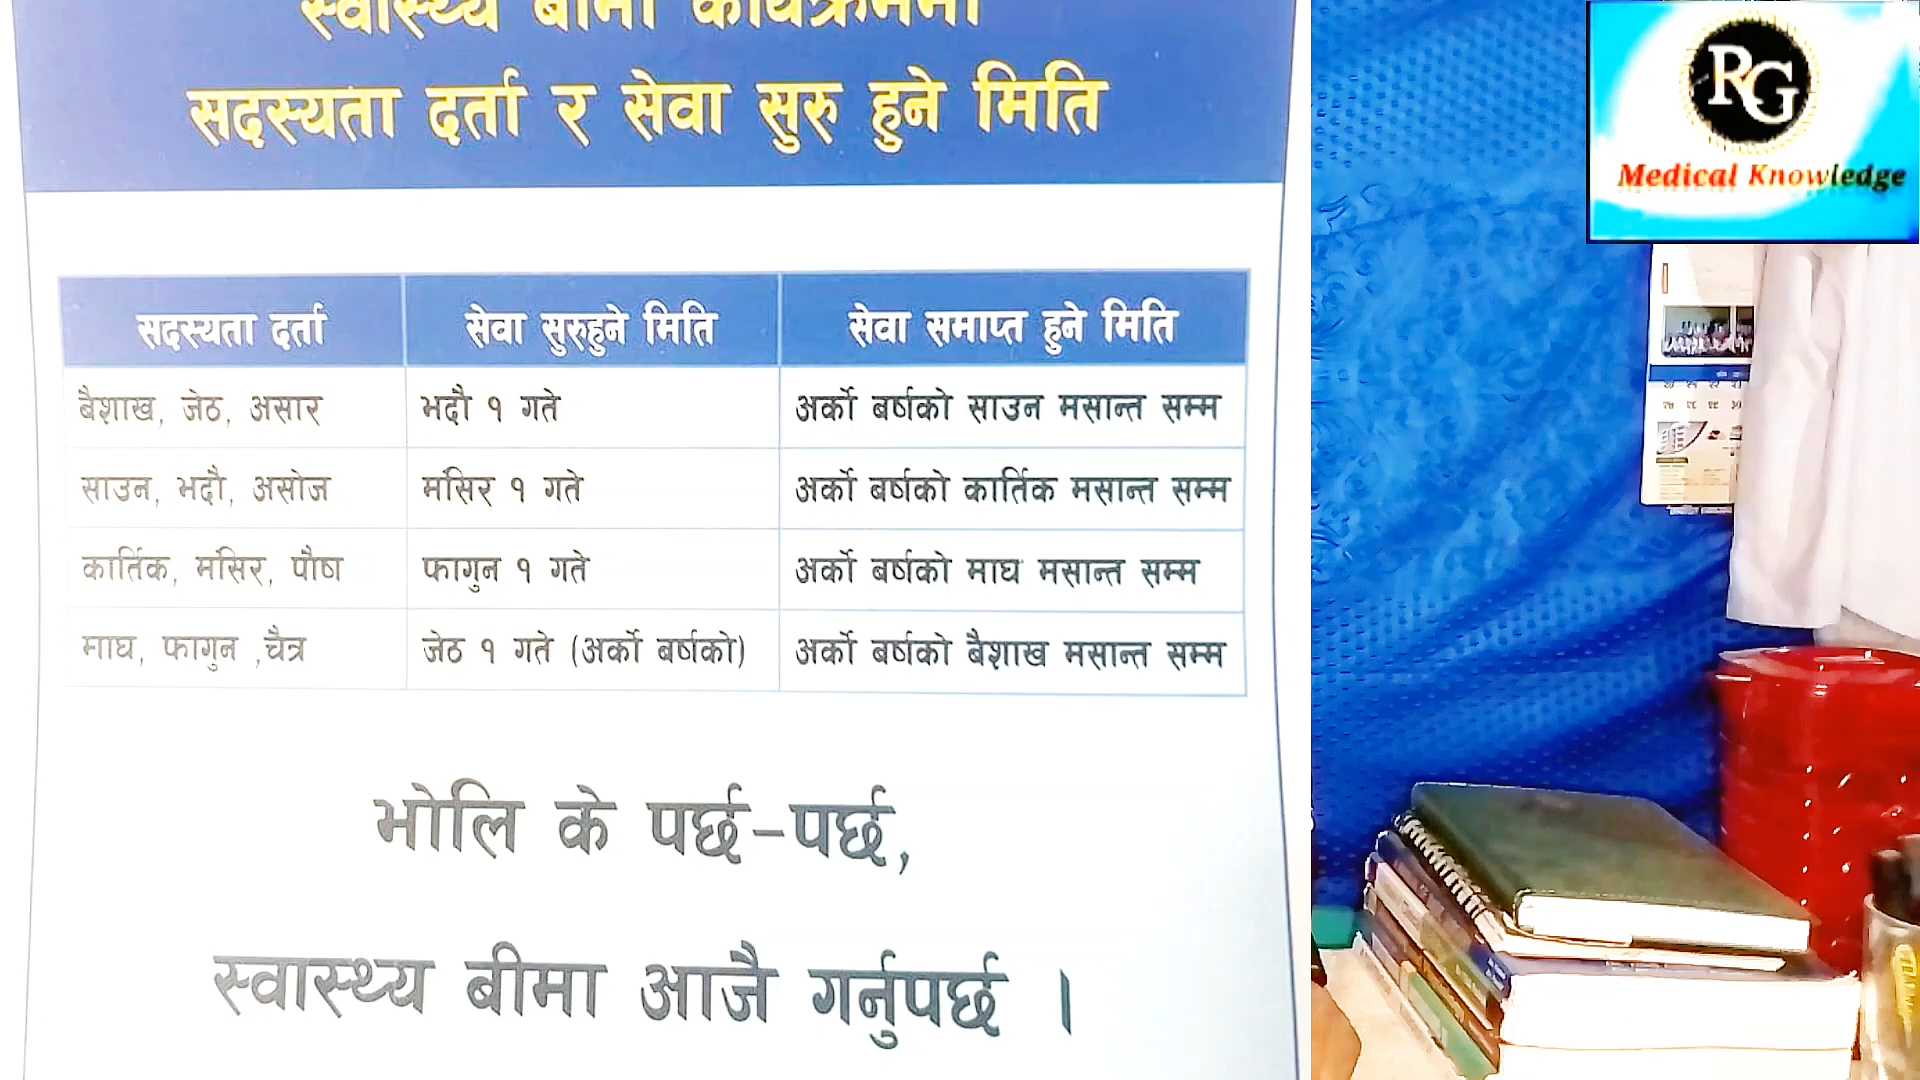 स्वास्थ्य बीमा कार्यक्रममा
सदस्यता दर्ता र सेवा सुरु हुने मिति
सदस्यता दर्ता सेवा सुरुहुने मिति सेवा समाप्त हुने मिति
बैशाख, जेठ, असार भदौ १ गते अर्को बर्षको साउन मसान्त सम्म
साउन, भदौ, असोज मंसिर १ गते अर्को बर्षको कार्तिक मसान्त सम्म
कार्तिक, मंसिर, पौष फागुन १ गते अर्को बर्षको माघ मसान्त सम्म
माघ, फागुन ,चैत्र जेठ १ गते (अर्को बर्षको) अर्को बर्षको बैशाख मसान्त सम्म
भोलि के पर्छ-पर्छ,
स्वास्थ्य बीमा आजै गर्नुपर्छ ।
RG
Medical Knowledge